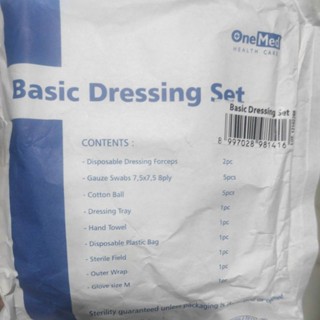 OneMed
HEALTH CARE
Basic Dressing Set
Basic Dressing Set
8 997028 981416
CONTENTS :
- Disposable Dressing Forceps 2pc
- Gauze Swabs 7,5x7,5 8ply 5pcs
- Cotton Ball 5pcs
- Dressing Tray 1pc
- Hand Towel 1pc
- Disposable Plastic Bag 1pc
- Sterile Field 1pc
- Outer Wrap 1pc
- Glove size M
Sterility guaranteed unless packaging is